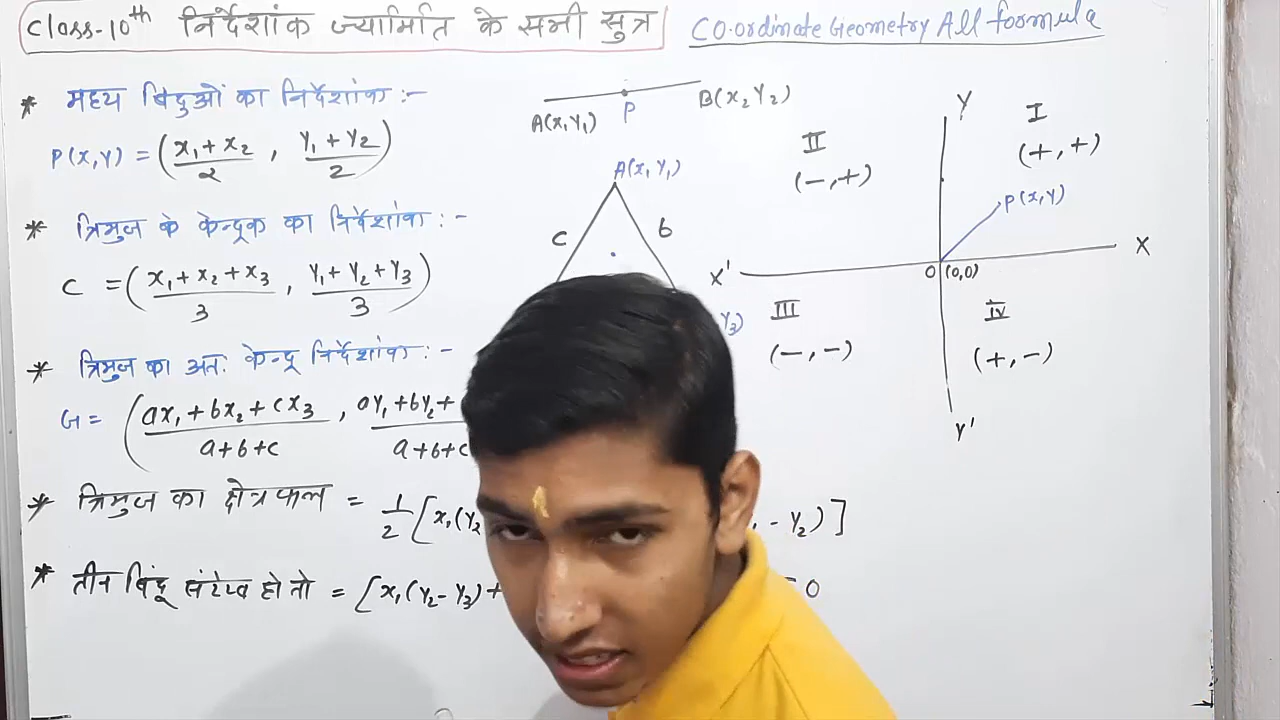 Class-10th निर्देशांक ज्यामिति के सभी सुत्र
CO-ordinate Geometry All formula
* मध्य बिंदुओं का निर्देशांक :-
P(x,y) = (x₁+x₂/2 , y₁+y₂/2)
A(x,y₁) P B(x₂ y₂)
* त्रिभुज के केन्द्रक का निर्देशांक :-
C = (x₁+x₂+x₃/3 , y₁+y₂+y₃/3)
A(x, y₁)
c b
y₃)
* त्रिभुज का अंतः केन्द्र निर्देशांक :-
G = (ax₁+bx₂+cx₃/a+b+c , ay₁+by₂+ /a+b+c
* त्रिभुज का क्षेत्रफल = 1/2 [x₁(y₂ - y₂)]
* तीन बिंदू संरेख हो तो = [x₁(y₂-y₃)+ 0
Y
I
(+,+)
II
(-,+)
P(x,y)
X' O (0,0) X
III
(-,-)
IV
(+,-)
Y'